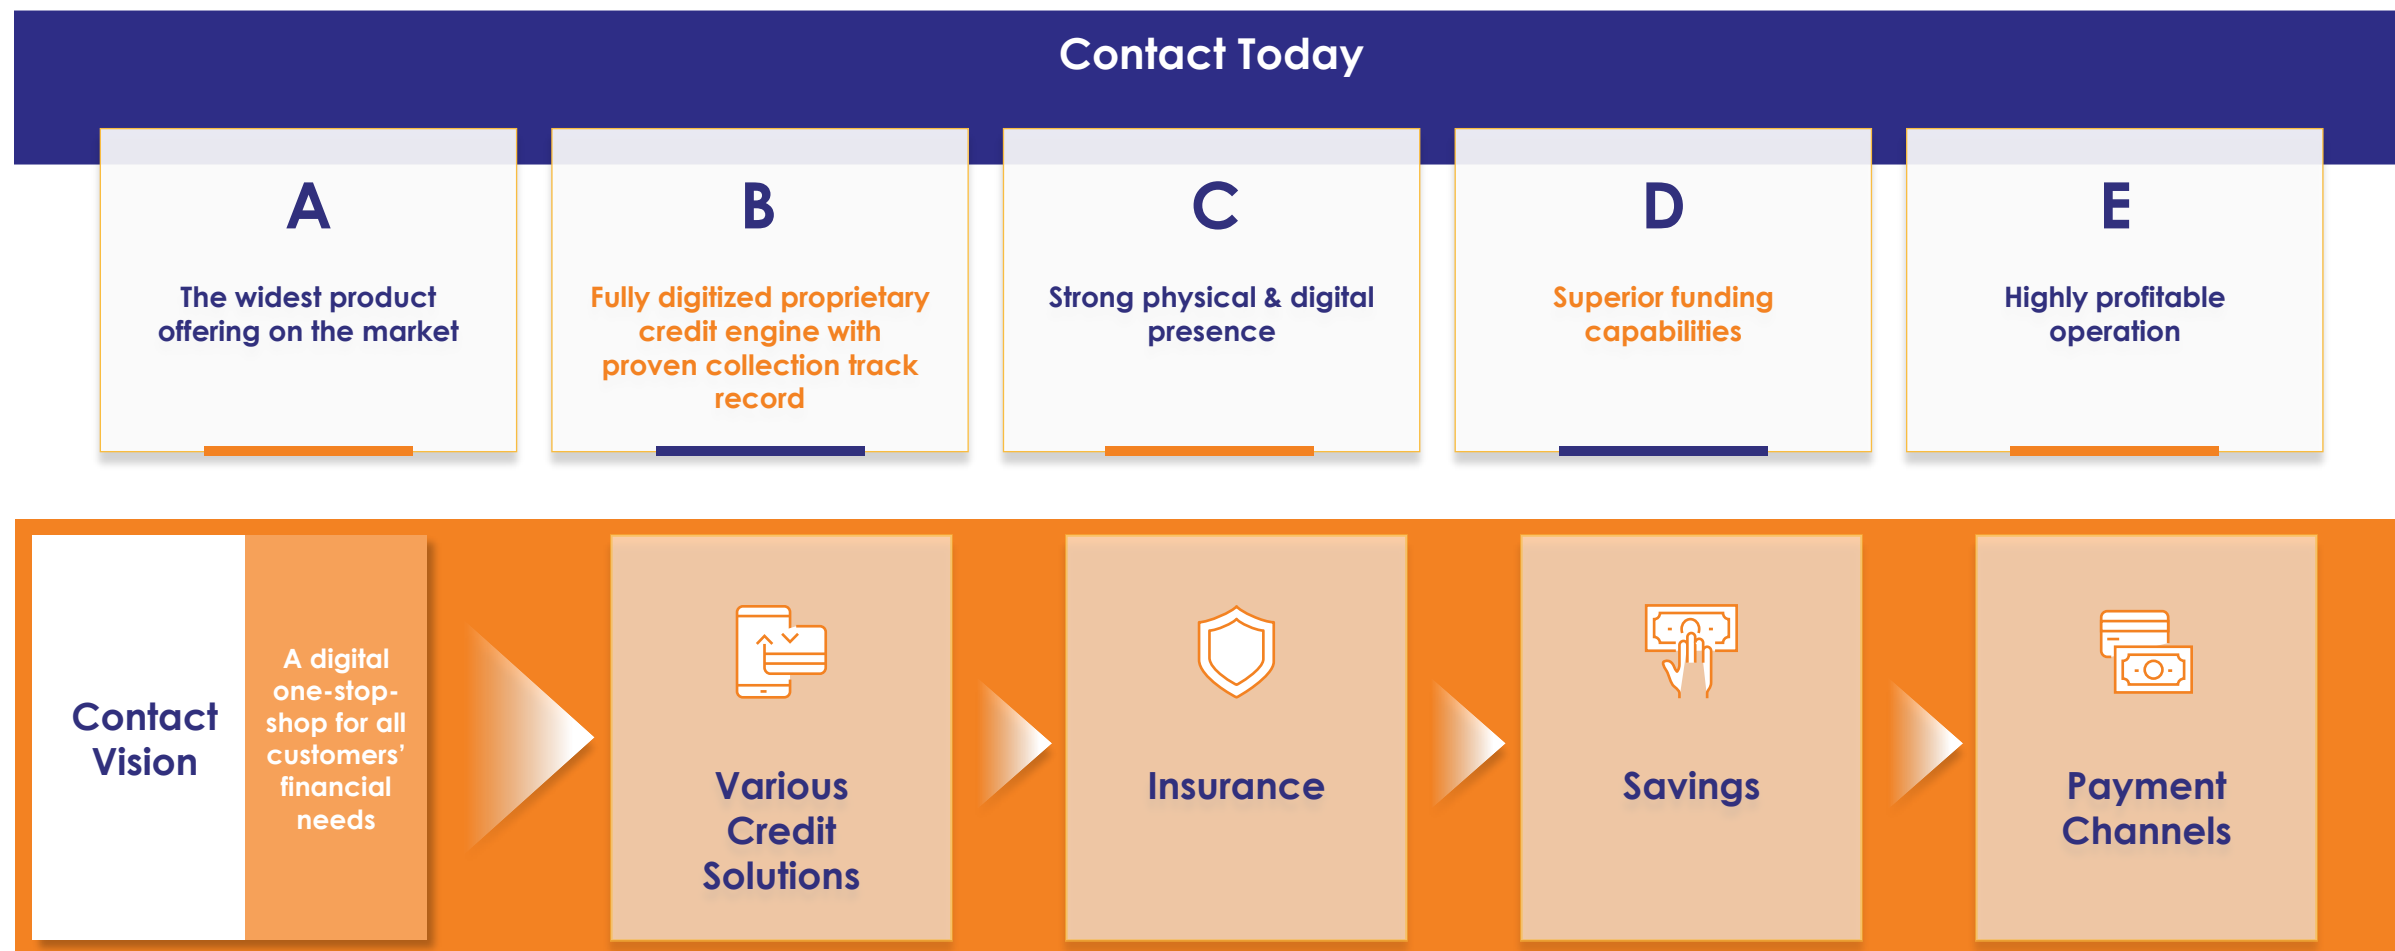 Contact Today
A
The widest product
offering on the market
B
Fully digitized proprietary
credit engine with
proven collection track
record
C
Strong physical & digital
presence
D
Superior funding
capabilities
E
Highly profitable
operation
Contact
Vision
A digital
one-stop-
shop for all
customers’
financial
needs
Various
Credit
Solutions
Insurance
Savings
Payment
Channels